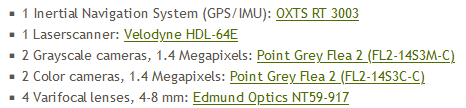 ▪ 1 Inertial Navigation System (GPS/IMU): OXTS RT 3003
▪ 1 Laserscanner: Velodyne HDL-64E
▪ 2 Grayscale cameras, 1.4 Megapixels: Point Grey Flea 2 (FL2-14S3M-C)
▪ 2 Color cameras, 1.4 Megapixels: Point Grey Flea 2 (FL2-14S3C-C)
▪ 4 Varifocal lenses, 4-8 mm: Edmund Optics NT59-917